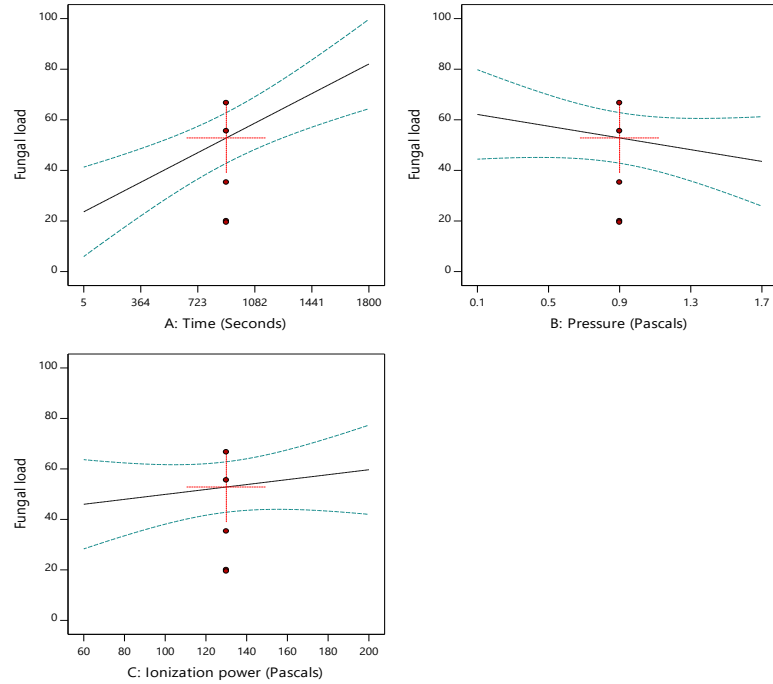 100
80
60
40
20
0
Fungal load
5 364 723 1082 1441 1800
A: Time (Seconds)
100
80
60
40
20
0
Fungal load
0.1 0.5 0.9 1.3 1.7
B: Pressure (Pascals)
100
80
60
40
20
0
Fungal load
60 80 100 120 140 160 180 200
C: Ionization power (Pascals)